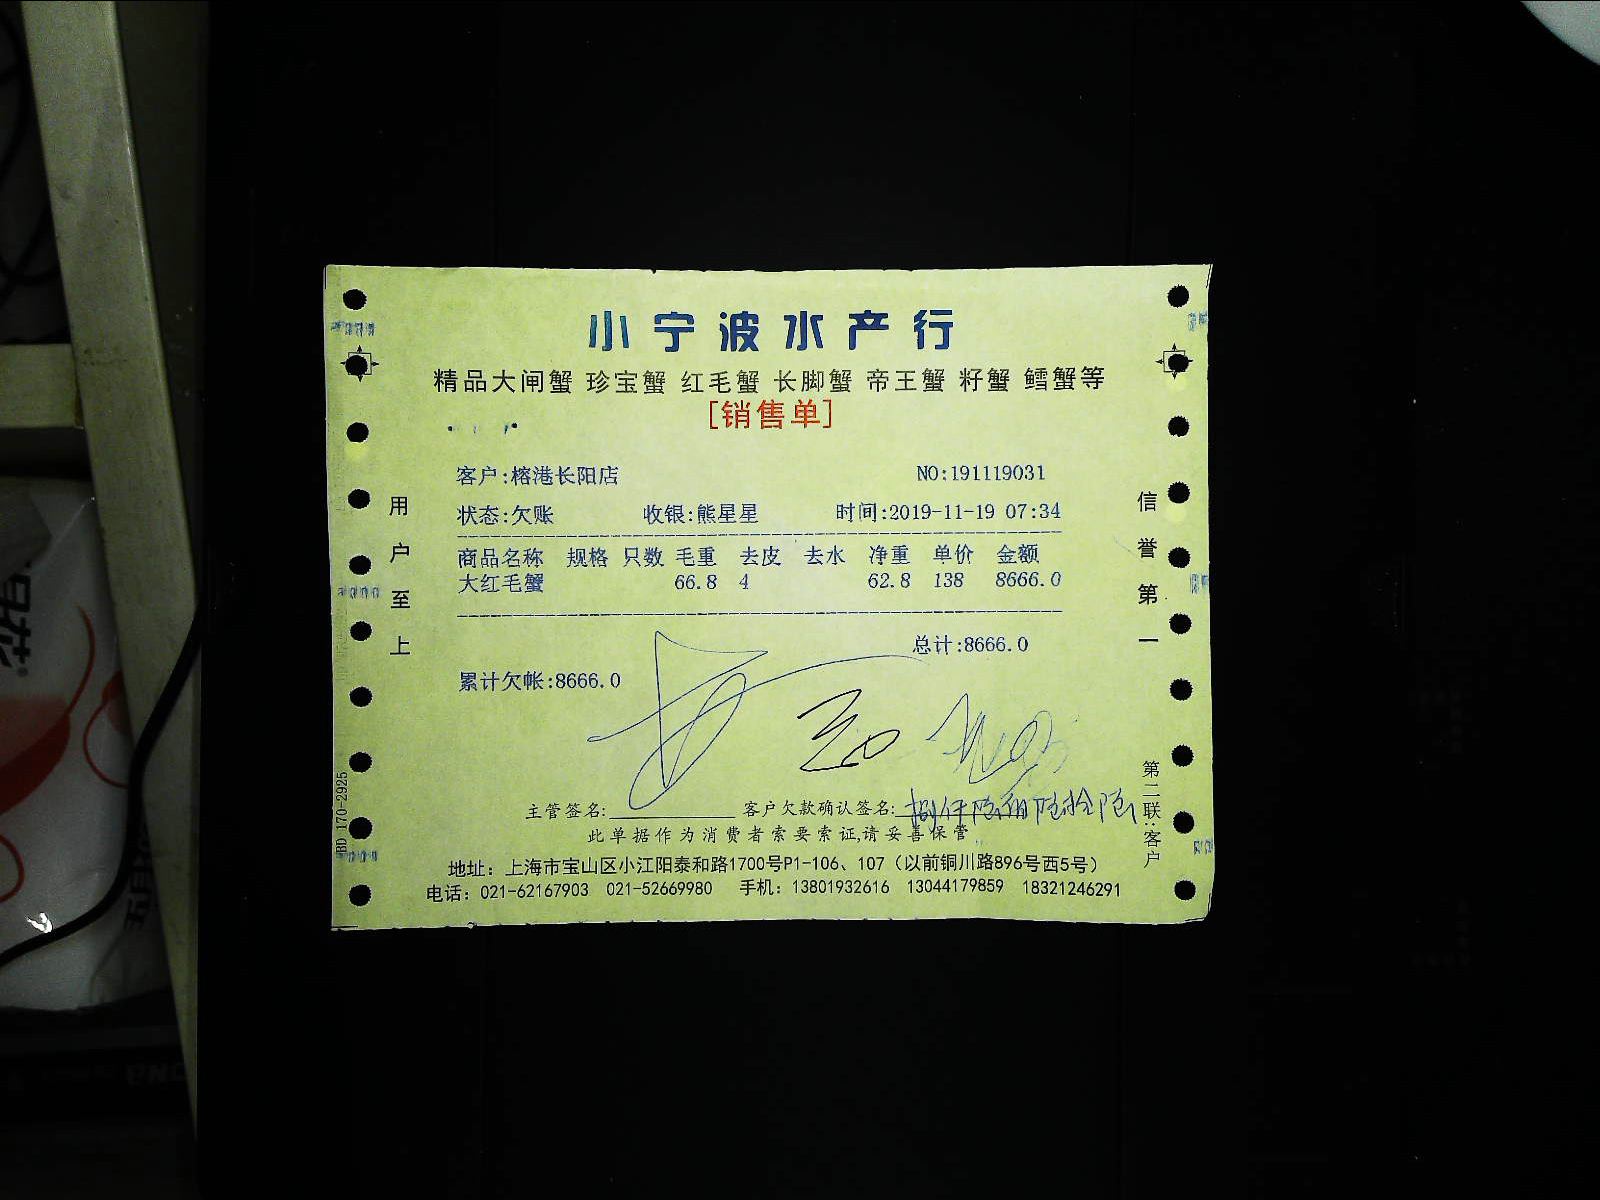 小宁波水产行
精品大闸蟹 珍宝蟹 红毛蟹 长脚蟹 帝王蟹 籽蟹 鳕蟹等
[销售单]
客户:榕港长阳店 NO:191119031
状态:欠账 收银:熊星星 时间:2019-11-19 07:34
商品名称 规格 只数 毛重 去皮 去水 净重 单价 金额
大红毛蟹 66.8 4 62.8 138 8666.0
总计:8666.0
累计欠帐:8666.0
主管签名: 客户欠款确认签名: 捌仟陆佰陆拾陆
此单据作为消费者索要索证,请妥善保管
地址：上海市宝山区小江阳泰和路1700号P1-106、107（以前铜川路896号西5号）
电话：021-62167903 021-52669980 手机：13801932616 13044179859 18321246291
用户至上
信誉第一
第二联:客户
BD 170-2925